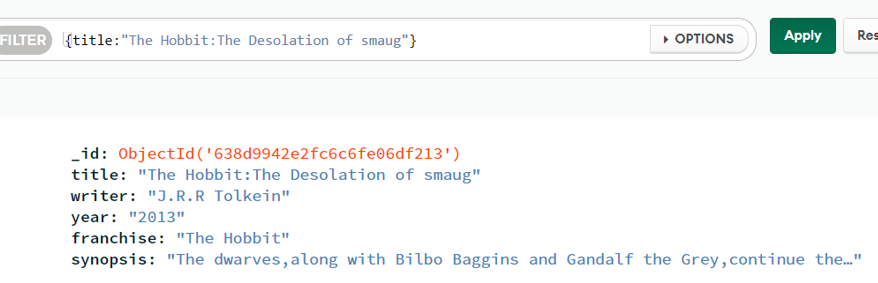 FILTER {title:"The Hobbit:The Desolation of smaug"} OPTIONS Apply Res
_id: ObjectId('638d9942e2fc6c6fe06df213')
title: "The Hobbit:The Desolation of smaug"
writer: "J.R.R Tolkein"
year: "2013"
franchise: "The Hobbit"
synopsis: "The dwarves,along with Bilbo Baggins and Gandalf the Grey,continue the…"